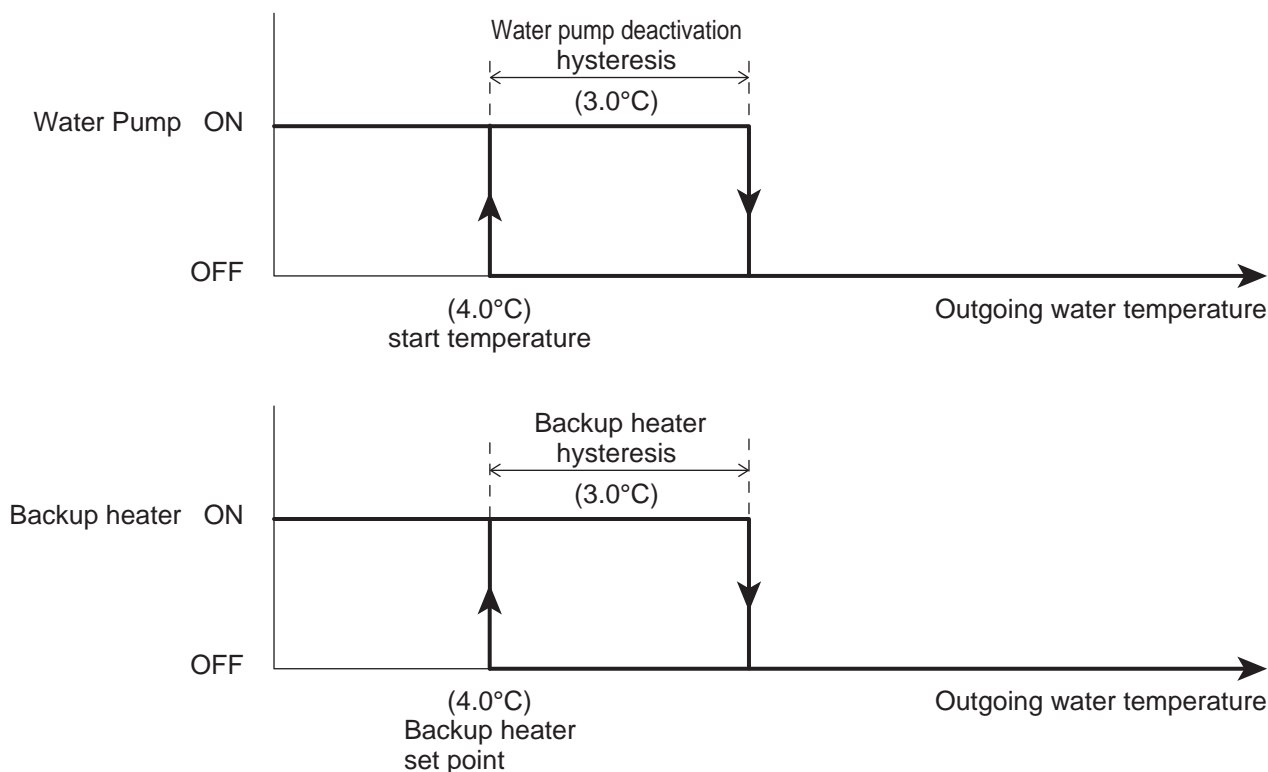 Water pump deactivation
hysteresis
(3.0°C)
Water Pump ON
OFF
(4.0°C)
start temperature
Outgoing water temperature
Backup heater
hysteresis
(3.0°C)
Backup heater ON
OFF
(4.0°C)
Backup heater
set point
Outgoing water temperature